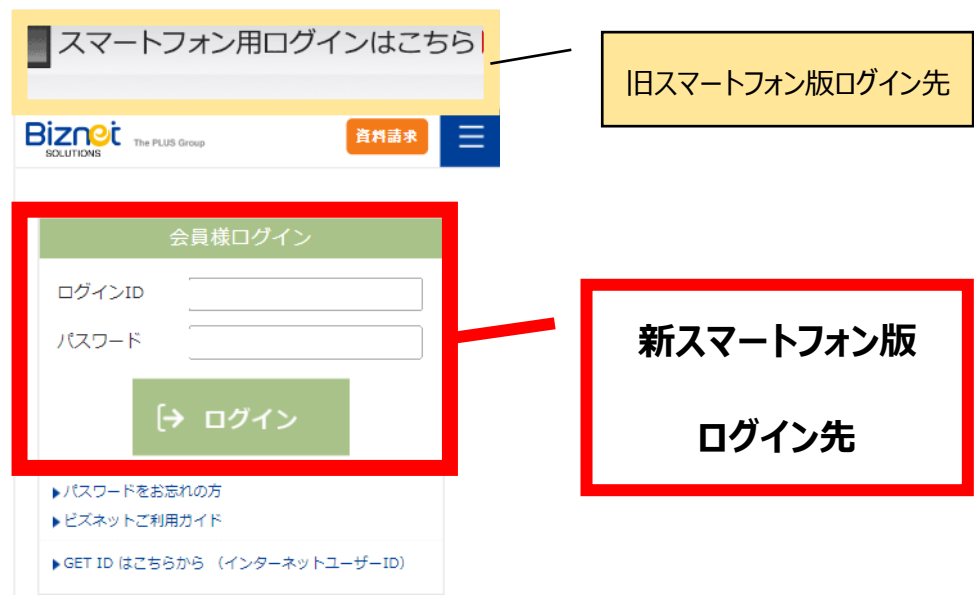 スマートフォン用ログインはこちら
旧スマートフォン版ログイン先
Biznet
SOLUTIONS
The PLUS Group
資料請求
会員様ログイン
ログインID
パスワード
新スマートフォン版
ログイン先
ログイン
▶パスワードをお忘れの方
▶ビズネットご利用ガイド
▶GET ID はこちらから （インターネットユーザーID）